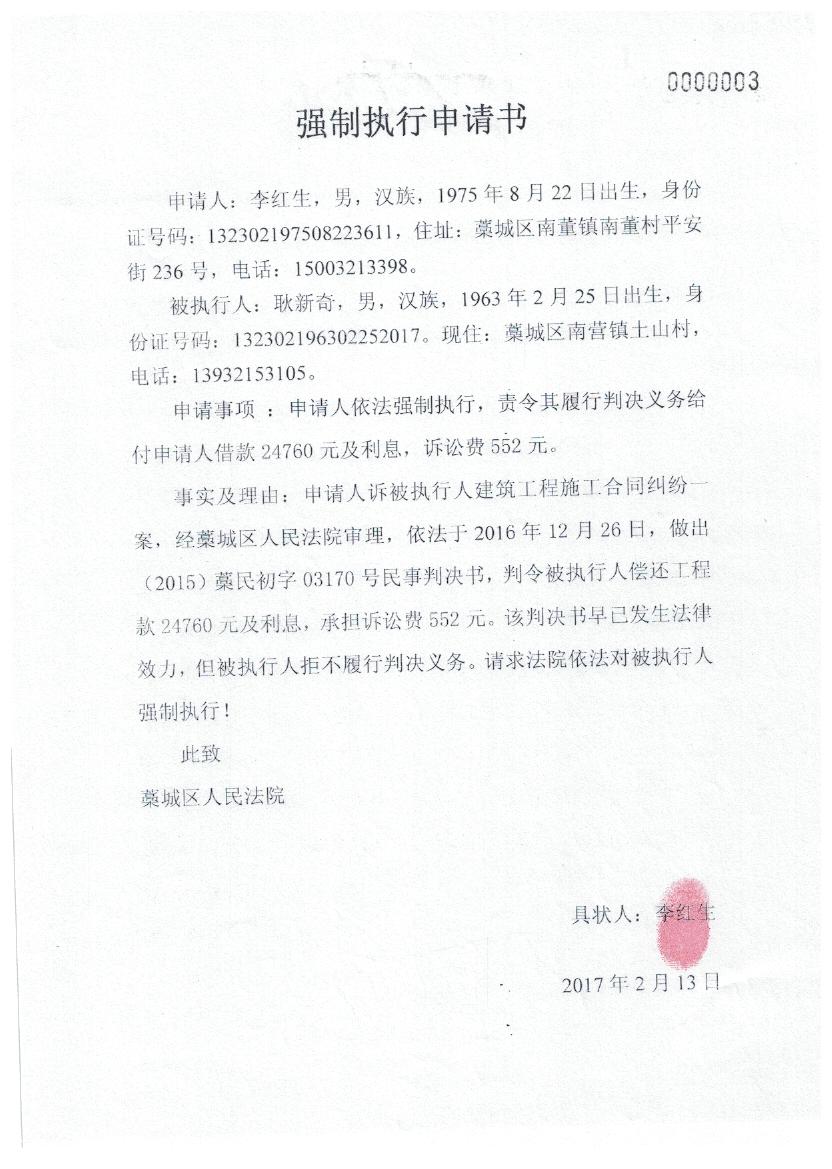 0000003
强制执行申请书
申请人：李红生，男，汉族，1975 年 8 月 22 日出生，身份
证号码：132302197508223611，住址：藁城区南董镇南董村平安
街 236 号，电话：15003213398。
被执行人：耿新奇，男，汉族，1963 年 2 月 25 日出生，身
份证号码：132302196302252017。现住：藁城区南营镇土山村，
电话：13932153105。
申请事项 ：申请人依法强制执行，责令其履行判决义务给
付申请人借款 24760 元及利息，诉讼费 552 元。
事实及理由：申请人诉被执行人建筑工程施工合同纠纷一
案，经藁城区人民法院审理，依法于 2016 年 12 月 26 日，做出
（2015）藁民初字 03170 号民事判决书，判令被执行人偿还工程
款 24760 元及利息，承担诉讼费 552 元。该判决书早已发生法律
效力，但被执行人拒不履行判决义务。请求法院依法对被执行人
强制执行！
此致
藁城区人民法院
具状人：李红生
2017 年 2 月 13 日